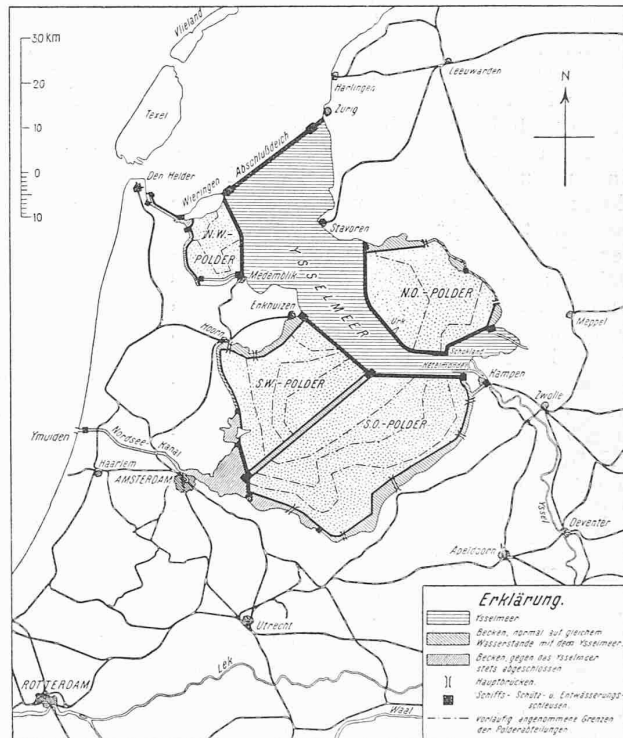 30 Km
20
10
0
10
Vlieland
Texel
Harlingen
Leeuwarden
Zurig
N
Den Helder
Wieringen
Abschlußdeich
Stavoren
N.W.-
POLDER
Medemblik
YSSELMEER
N.O.-POLDER
Urk
Enkhuizen
Hoorn
Schokland
Meppel
Ketelmonden
Kampen
S.W.-POLDER
Zwolle
S.O.-POLDER
Ymuiden
Nordsee-Kanal
Haarlem
AMSTERDAM
Yssel
Deventer
Apeldoorn
Utrecht
Lek
ROTTERDAM
Waal
Erklärung.
Ysselmeer
Becken, normal auf gleichem
Wasserstände mit dem Ysselmeer.
Becken, gegen das Ysselmeer
stets abgeschlossen
Hauptbrücken.
Schiffs- Schütz- u. Entwässerungs-
schleusen.
Vorläufig angenommene Grenzen
der Polderabteilungen